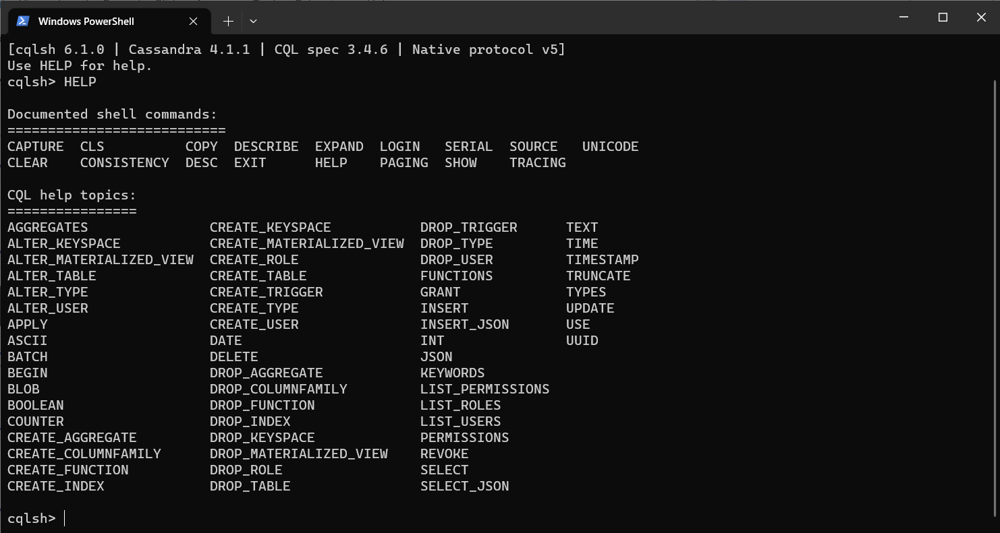 Windows PowerShell
[cqlsh 6.1.0 | Cassandra 4.1.1 | CQL spec 3.4.6 | Native protocol v5]
Use HELP for help.
cqlsh> HELP
Documented shell commands:
===========================
CAPTURE  CLS          COPY  DESCRIBE  EXPAND  LOGIN   SERIAL  SOURCE   UNICODE
CLEAR    CONSISTENCY  DESC  EXIT      HELP    PAGING  SHOW    TRACING
CQL help topics:
================
AGGREGATES               CREATE_KEYSPACE           DROP_TRIGGER      TEXT
ALTER_KEYSPACE           CREATE_MATERIALIZED_VIEW  DROP_TYPE         TIME
ALTER_MATERIALIZED_VIEW  CREATE_ROLE               DROP_USER         TIMESTAMP
ALTER_TABLE              CREATE_TABLE              FUNCTIONS         TRUNCATE
ALTER_TYPE               CREATE_TRIGGER            GRANT             TYPES
ALTER_USER               CREATE_TYPE               INSERT            UPDATE
APPLY                    CREATE_USER               INSERT_JSON       USE
ASCII                    DATE                      INT               UUID
BATCH                    DELETE                    JSON
BEGIN                    DROP_AGGREGATE            KEYWORDS
BLOB                     DROP_COLUMNFAMILY         LIST_PERMISSIONS
BOOLEAN                  DROP_FUNCTION             LIST_ROLES
COUNTER                  DROP_INDEX                LIST_USERS
CREATE_AGGREGATE         DROP_KEYSPACE             PERMISSIONS
CREATE_COLUMNFAMILY      DROP_MATERIALIZED_VIEW    REVOKE
CREATE_FUNCTION          DROP_ROLE                 SELECT
CREATE_INDEX             DROP_TABLE                SELECT_JSON
cqlsh>